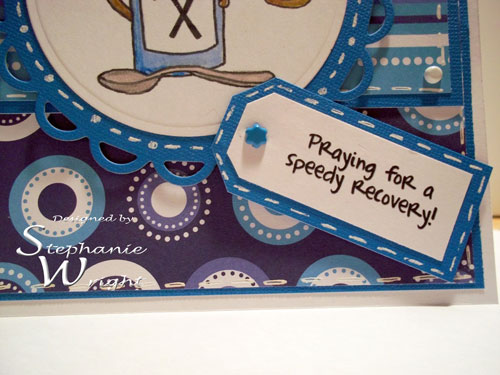 X
Praying for a
speedy recovery!
Designed by:
Stephanie
Wright